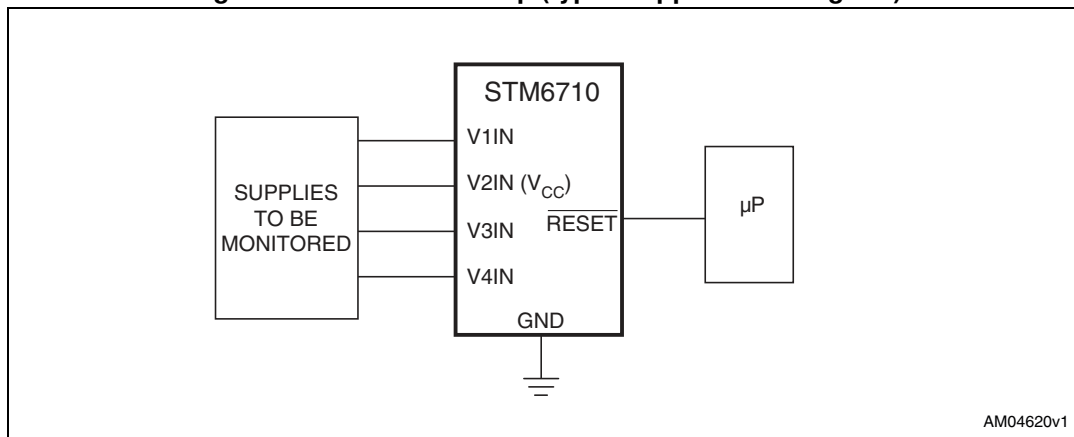 STM6710
V1IN
V2IN (VCC)
V3IN
V4IN
RESET
GND
SUPPLIES
TO BE
MONITORED
µP
AM04620v1